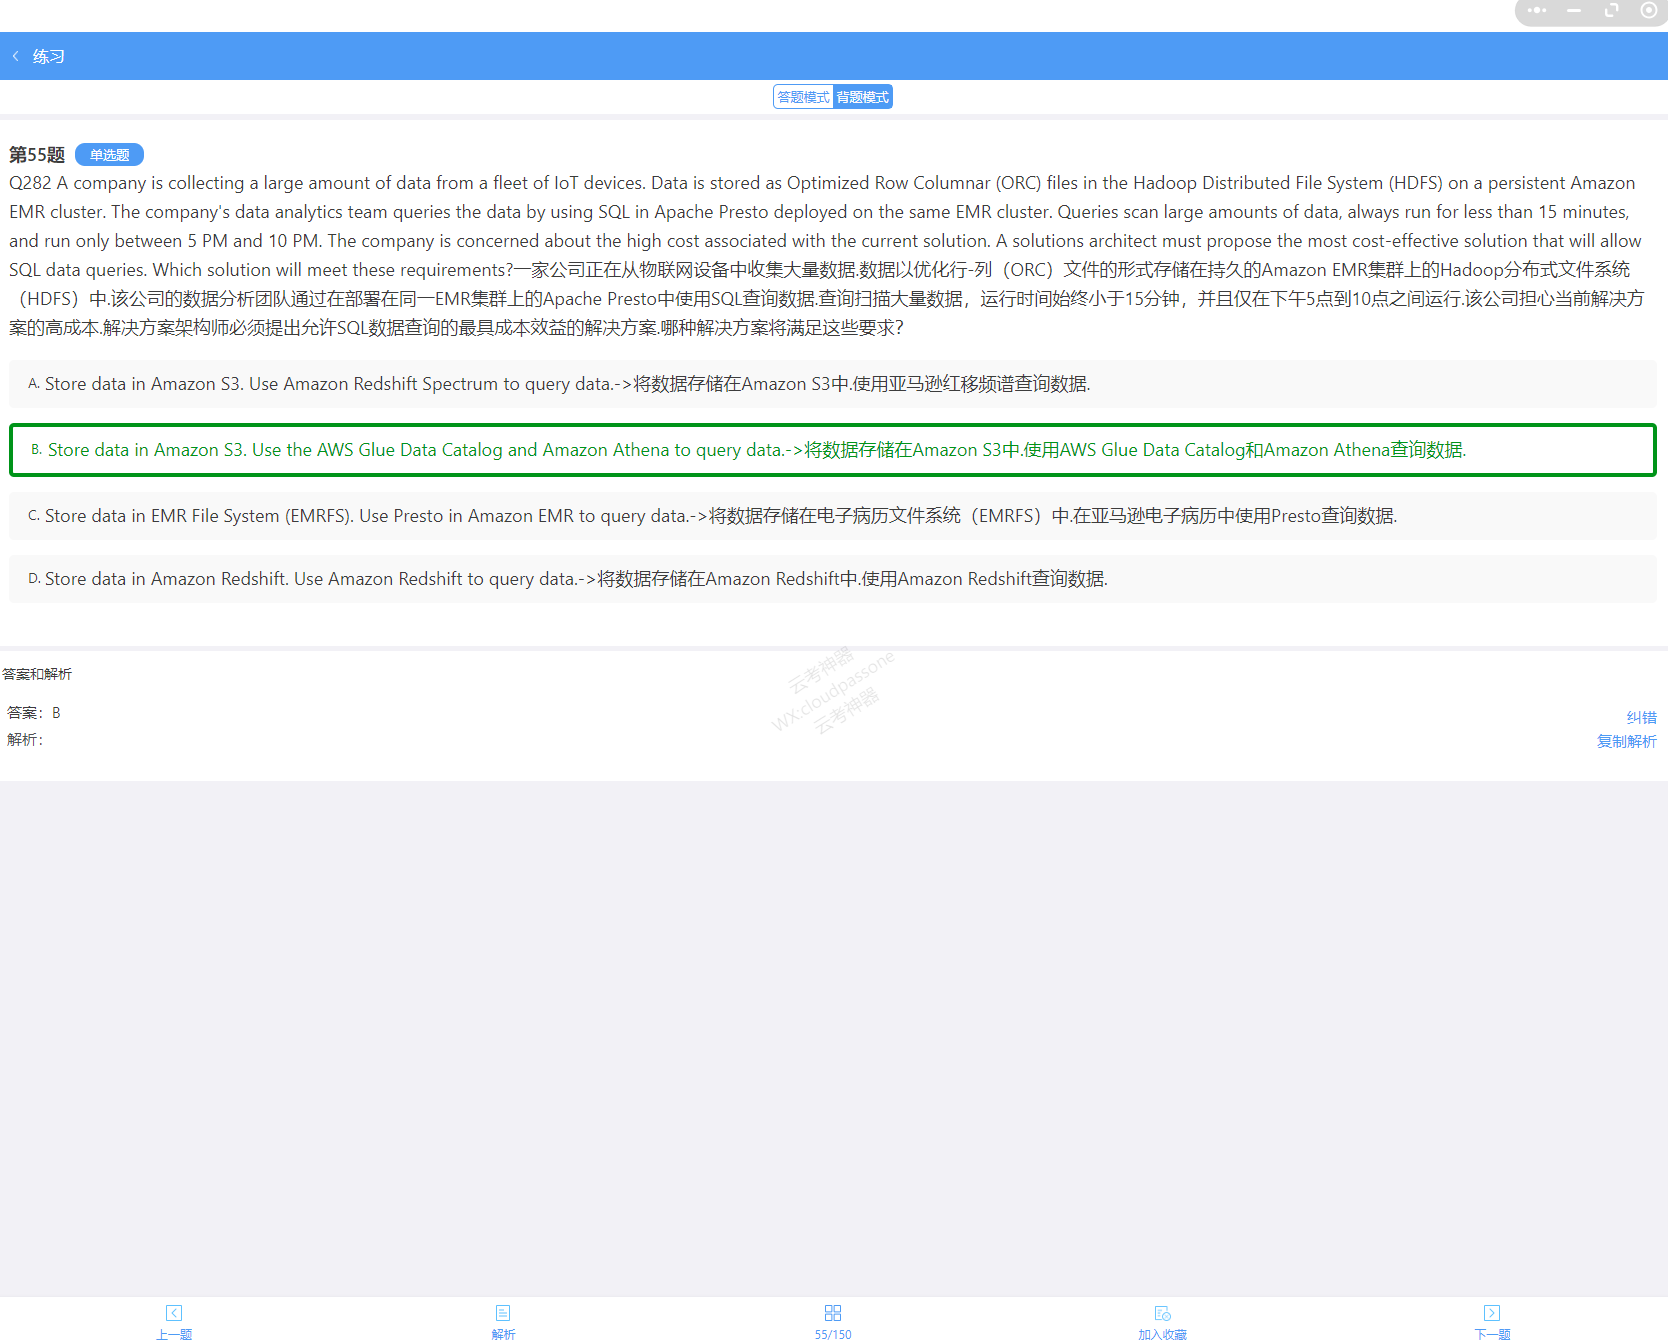 练习
答题模式 背题模式
第55题 单选题
Q282 A company is collecting a large amount of data from a fleet of IoT devices. Data is stored as Optimized Row Columnar (ORC) files in the Hadoop Distributed File System (HDFS) on a persistent Amazon
EMR cluster. The company's data analytics team queries the data by using SQL in Apache Presto deployed on the same EMR cluster. Queries scan large amounts of data, always run for less than 15 minutes,
and run only between 5 PM and 10 PM. The company is concerned about the high cost associated with the current solution. A solutions architect must propose the most cost-effective solution that will allow
SQL data queries. Which solution will meet these requirements?一家公司正在从物联网设备中收集大量数据.数据以优化行-列（ORC）文件的形式存储在持久的Amazon EMR集群上的Hadoop分布式文件系统
（HDFS）中.该公司的数据分析团队通过在部署在同一EMR集群上的Apache Presto中使用SQL查询数据.查询扫描大量数据，运行时间始终小于15分钟，并且仅在下午5点到10点之间运行.该公司担心当前解决方
案的高成本.解决方案架构师必须提出允许SQL数据查询的最具成本效益的解决方案.哪种解决方案将满足这些要求？
A. Store data in Amazon S3. Use Amazon Redshift Spectrum to query data.->将数据存储在Amazon S3中.使用亚马逊红移频谱查询数据.
B. Store data in Amazon S3. Use the AWS Glue Data Catalog and Amazon Athena to query data.->将数据存储在Amazon S3中.使用AWS Glue Data Catalog和Amazon Athena查询数据.
C. Store data in EMR File System (EMRFS). Use Presto in Amazon EMR to query data.->将数据存储在电子病历文件系统（EMRFS）中.在亚马逊电子病历中使用Presto查询数据.
D. Store data in Amazon Redshift. Use Amazon Redshift to query data.->将数据存储在Amazon Redshift中.使用Amazon Redshift查询数据.
答案和解析
云考神器
WX:cloudpassone
云考神器
答案：B
纠错
解析：
复制解析
上一题 解析 55/150 加入收藏 下一题